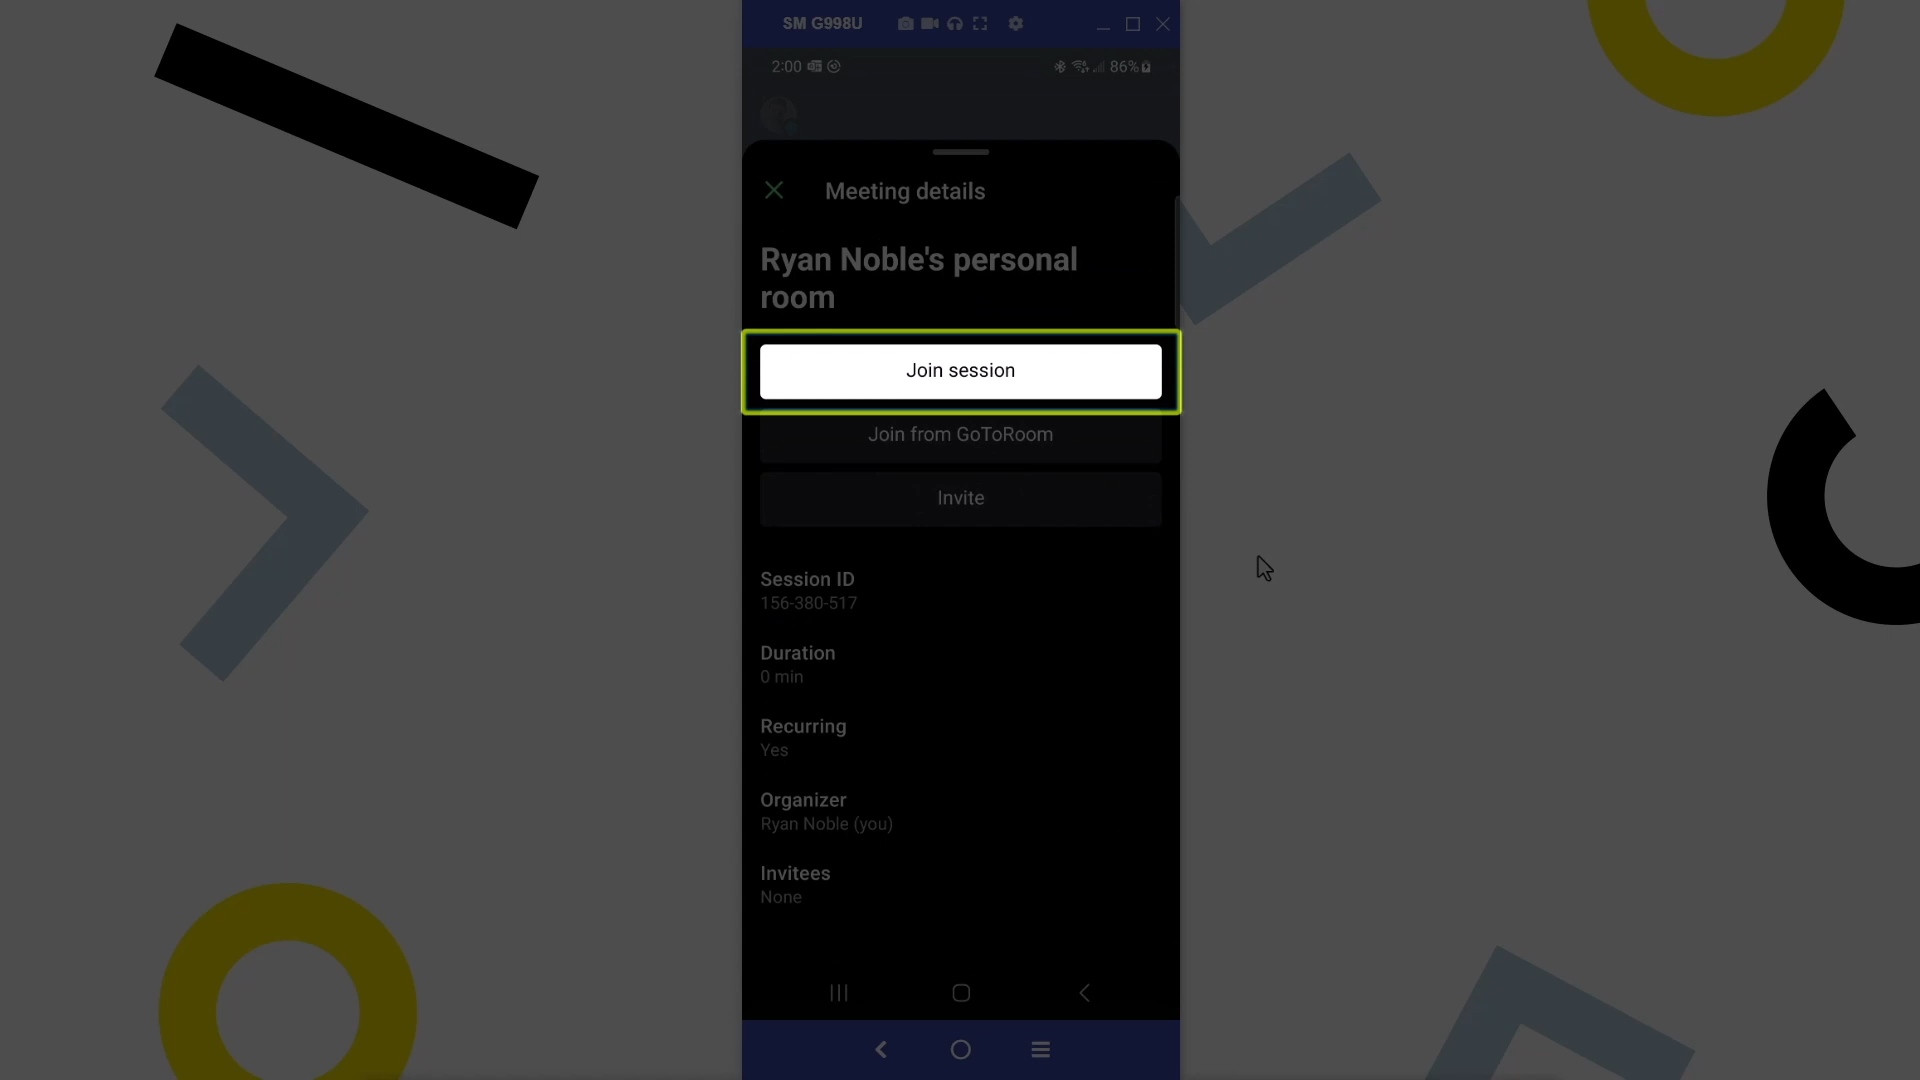 SM G998U
2:00
86%
Meeting details
Ryan Noble's personal
room
Join session
Join from GoToRoom
Invite
Session ID
156-380-517
Duration
0 min
Recurring
Yes
Organizer
Ryan Noble (you)
Invitees
None